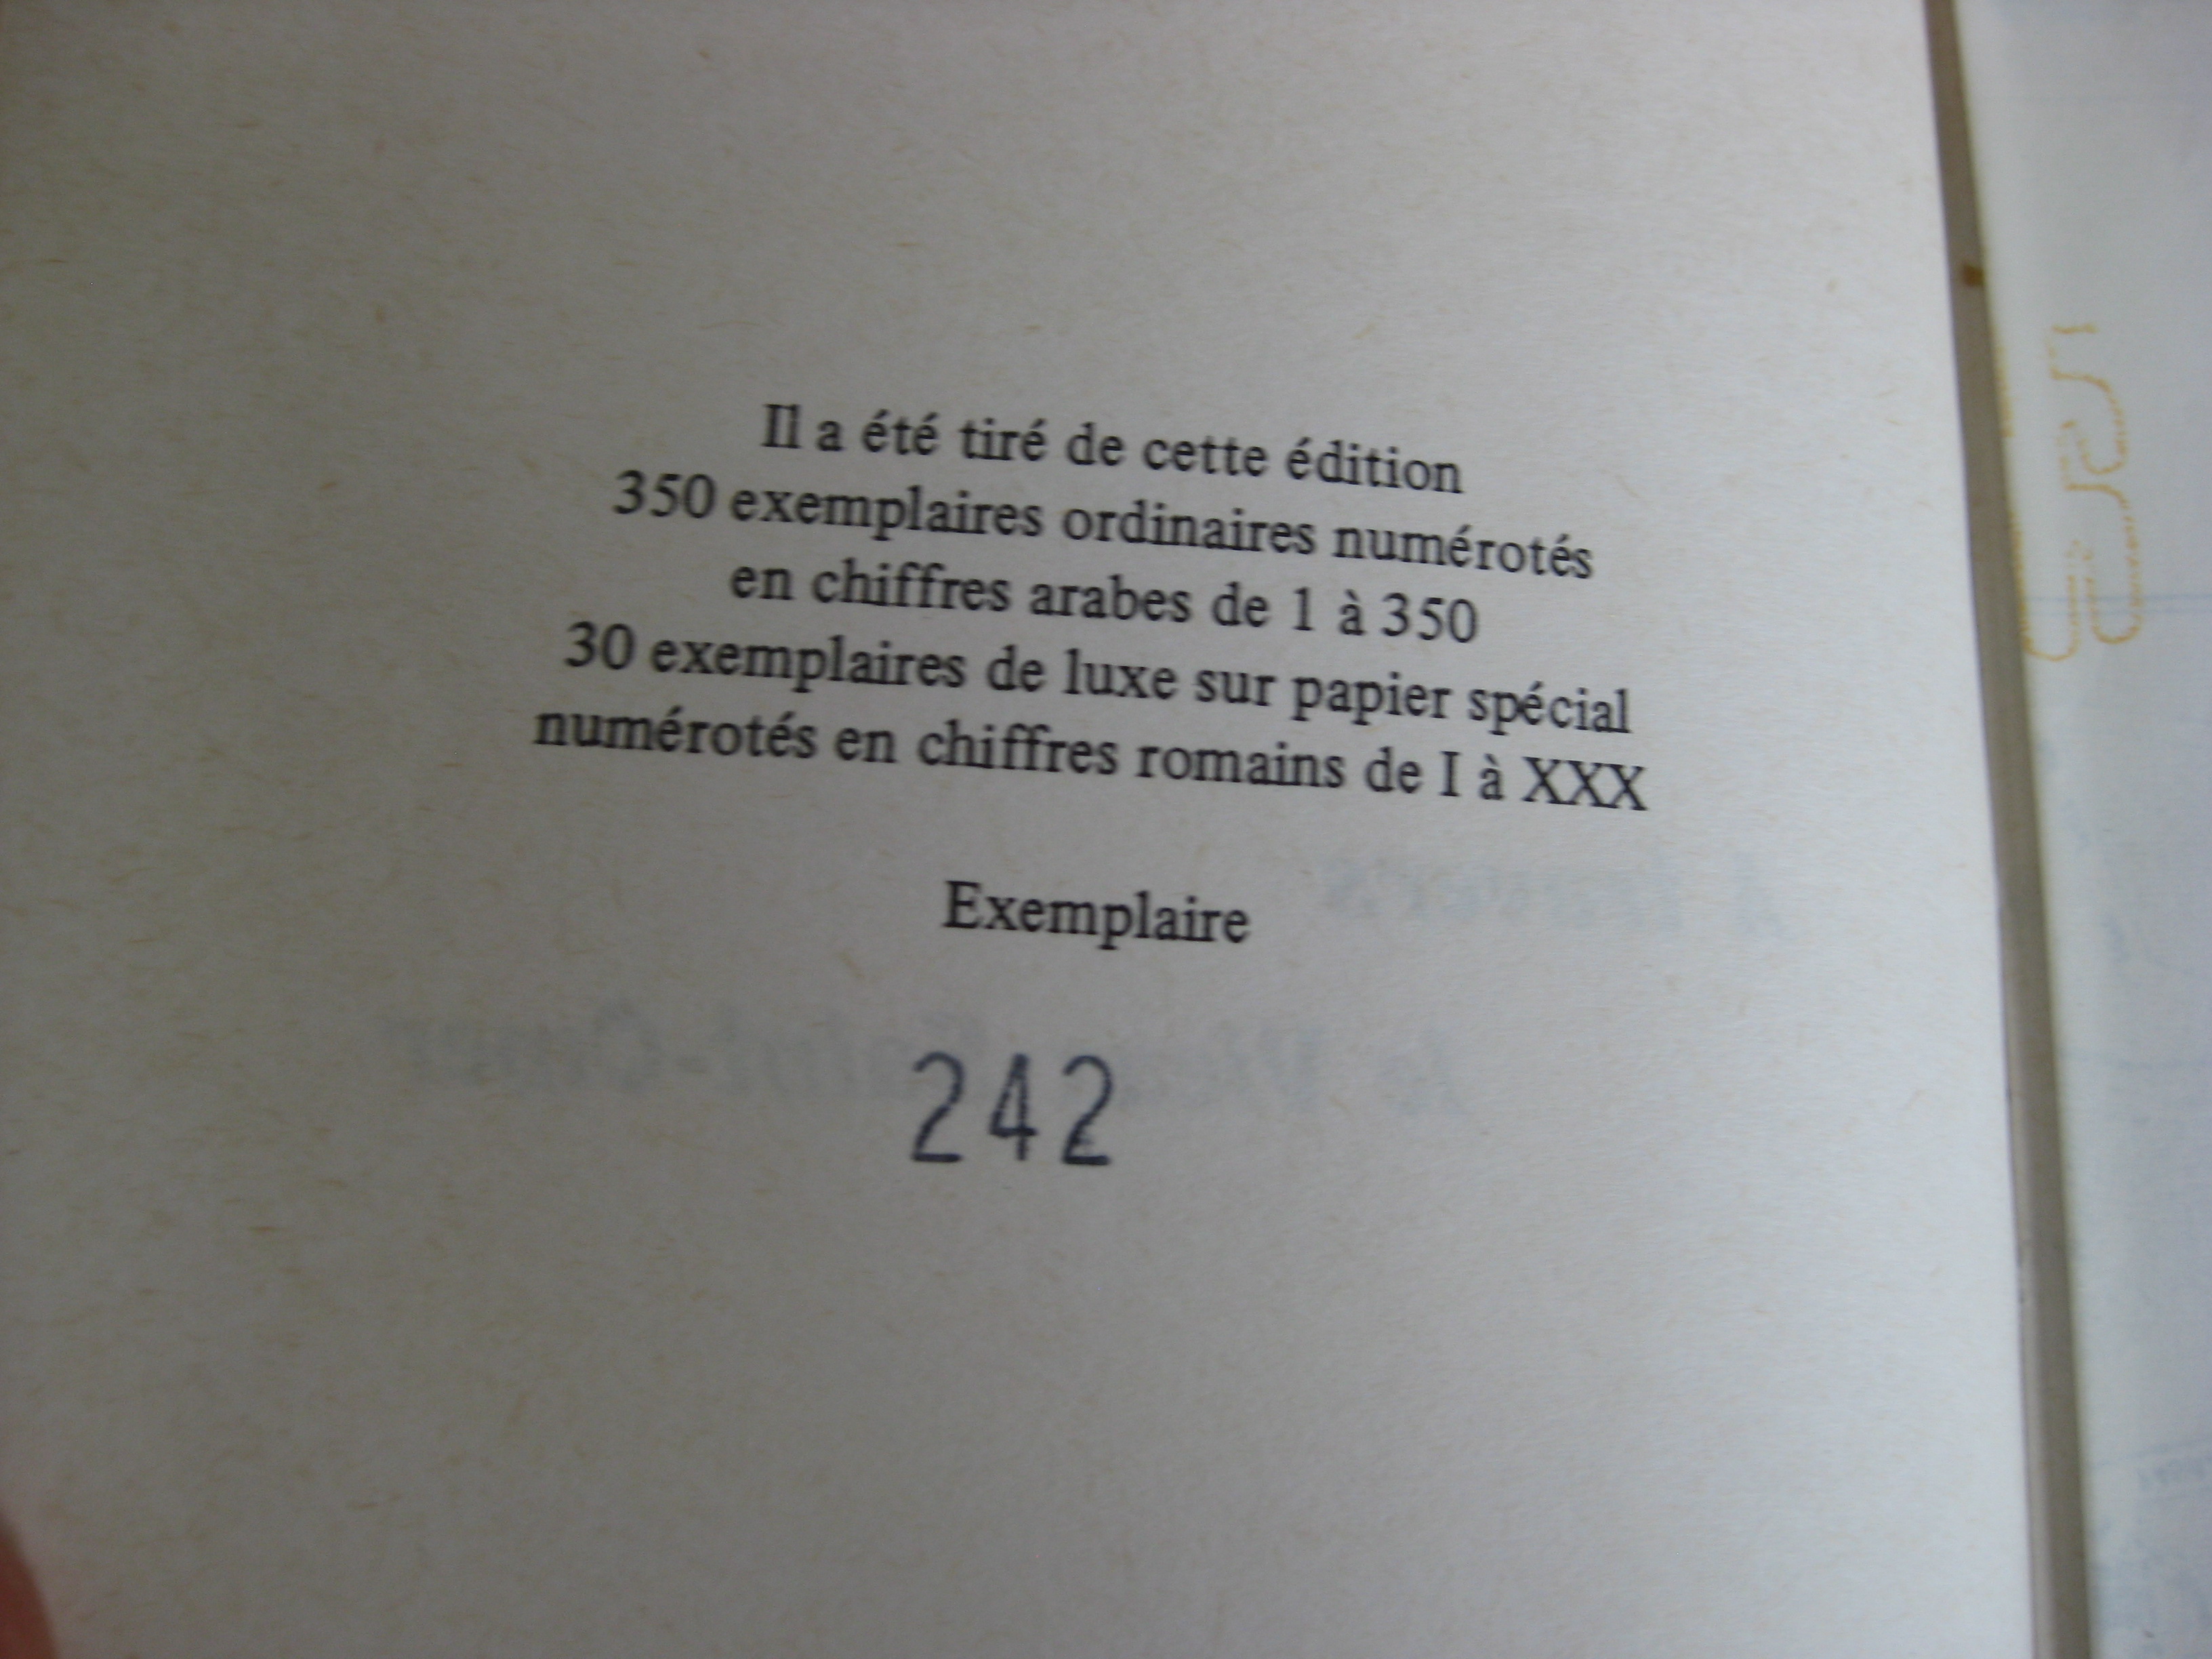 Il a été tiré de cette édition
350 exemplaires ordinaires numérotés
en chiffres arabes de 1 à 350
30 exemplaires de luxe sur papier spécial
numérotés en chiffres romains de I à XXX
Exemplaire
242